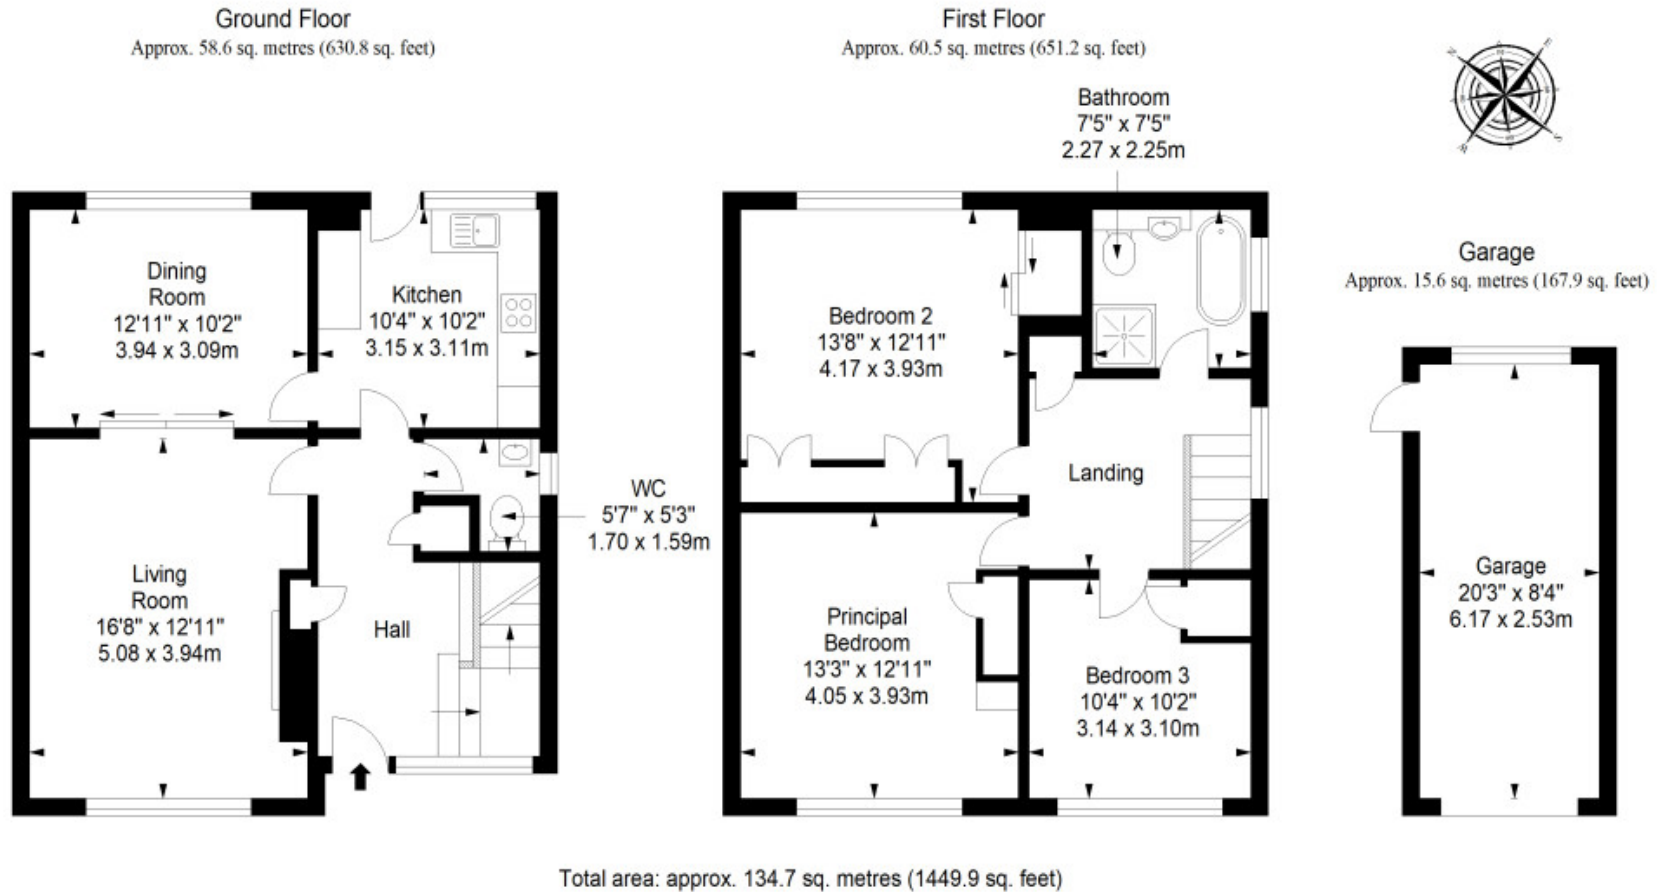 Ground Floor
Approx. 58.6 sq. metres (630.8 sq. feet)
First Floor
Approx. 60.5 sq. metres (651.2 sq. feet)
N
E
S
W
Bathroom
7'5" x 7'5"
2.27 x 2.25m
Garage
Approx. 15.6 sq. metres (167.9 sq. feet)
Dining
Room
12'11" x 10'2"
3.94 x 3.09m
Kitchen
10'4" x 10'2"
3.15 x 3.11m
Bedroom 2
13'8" x 12'11"
4.17 x 3.93m
Landing
WC
5'7" x 5'3"
1.70 x 1.59m
Living
Room
16'8" x 12'11"
5.08 x 3.94m
Hall
Principal
Bedroom
13'3" x 12'11"
4.05 x 3.93m
Bedroom 3
10'4" x 10'2"
3.14 x 3.10m
Garage
20'3" x 8'4"
6.17 x 2.53m
Total area: approx. 134.7 sq. metres (1449.9 sq. feet)